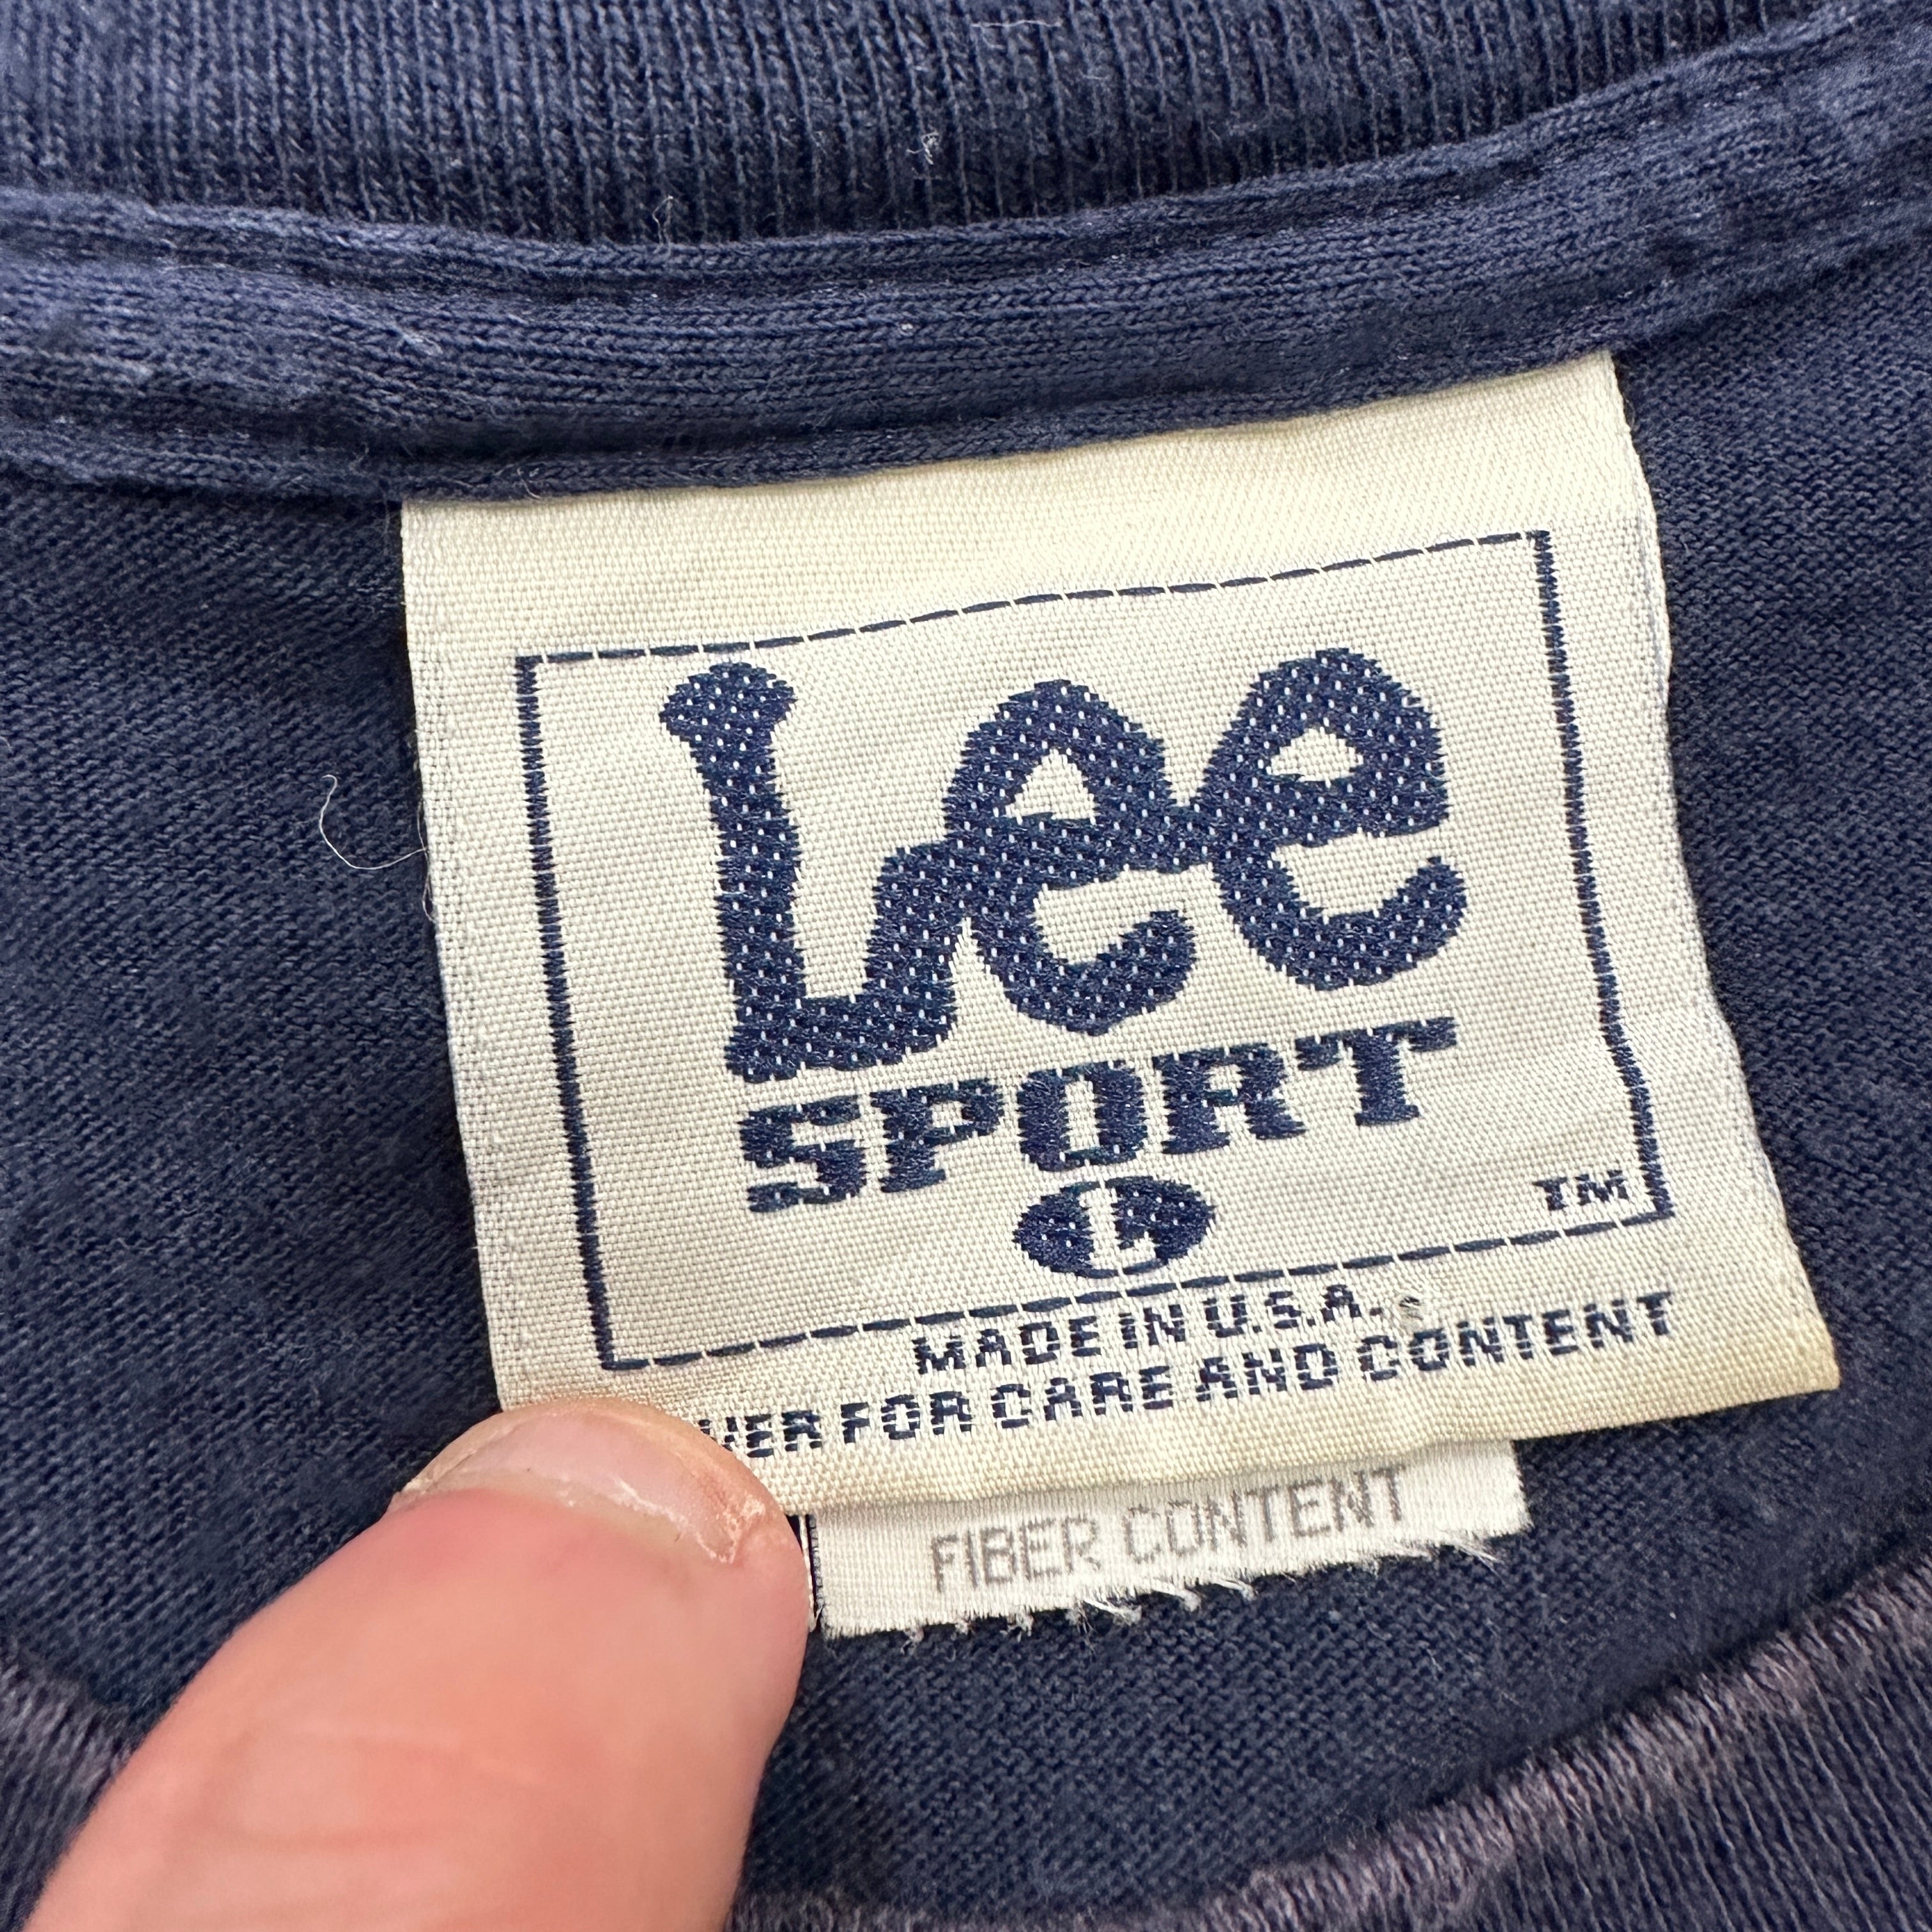 Lee
SPORT
L
TM
MADE IN U.S.A.
FOR CARE AND CONTENT
FIBER CONTENT